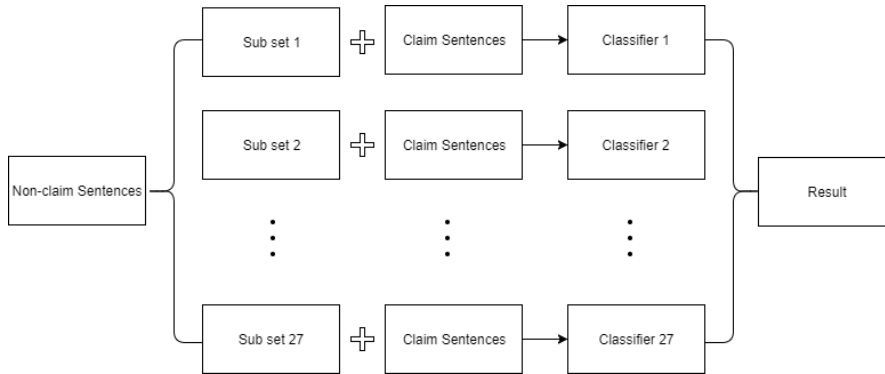 Sub set 1
Claim Sentences
Classifier 1
Sub set 2
Claim Sentences
Classifier 2
Non-claim Sentences
Result
Sub set 27
Claim Sentences
Classifier 27